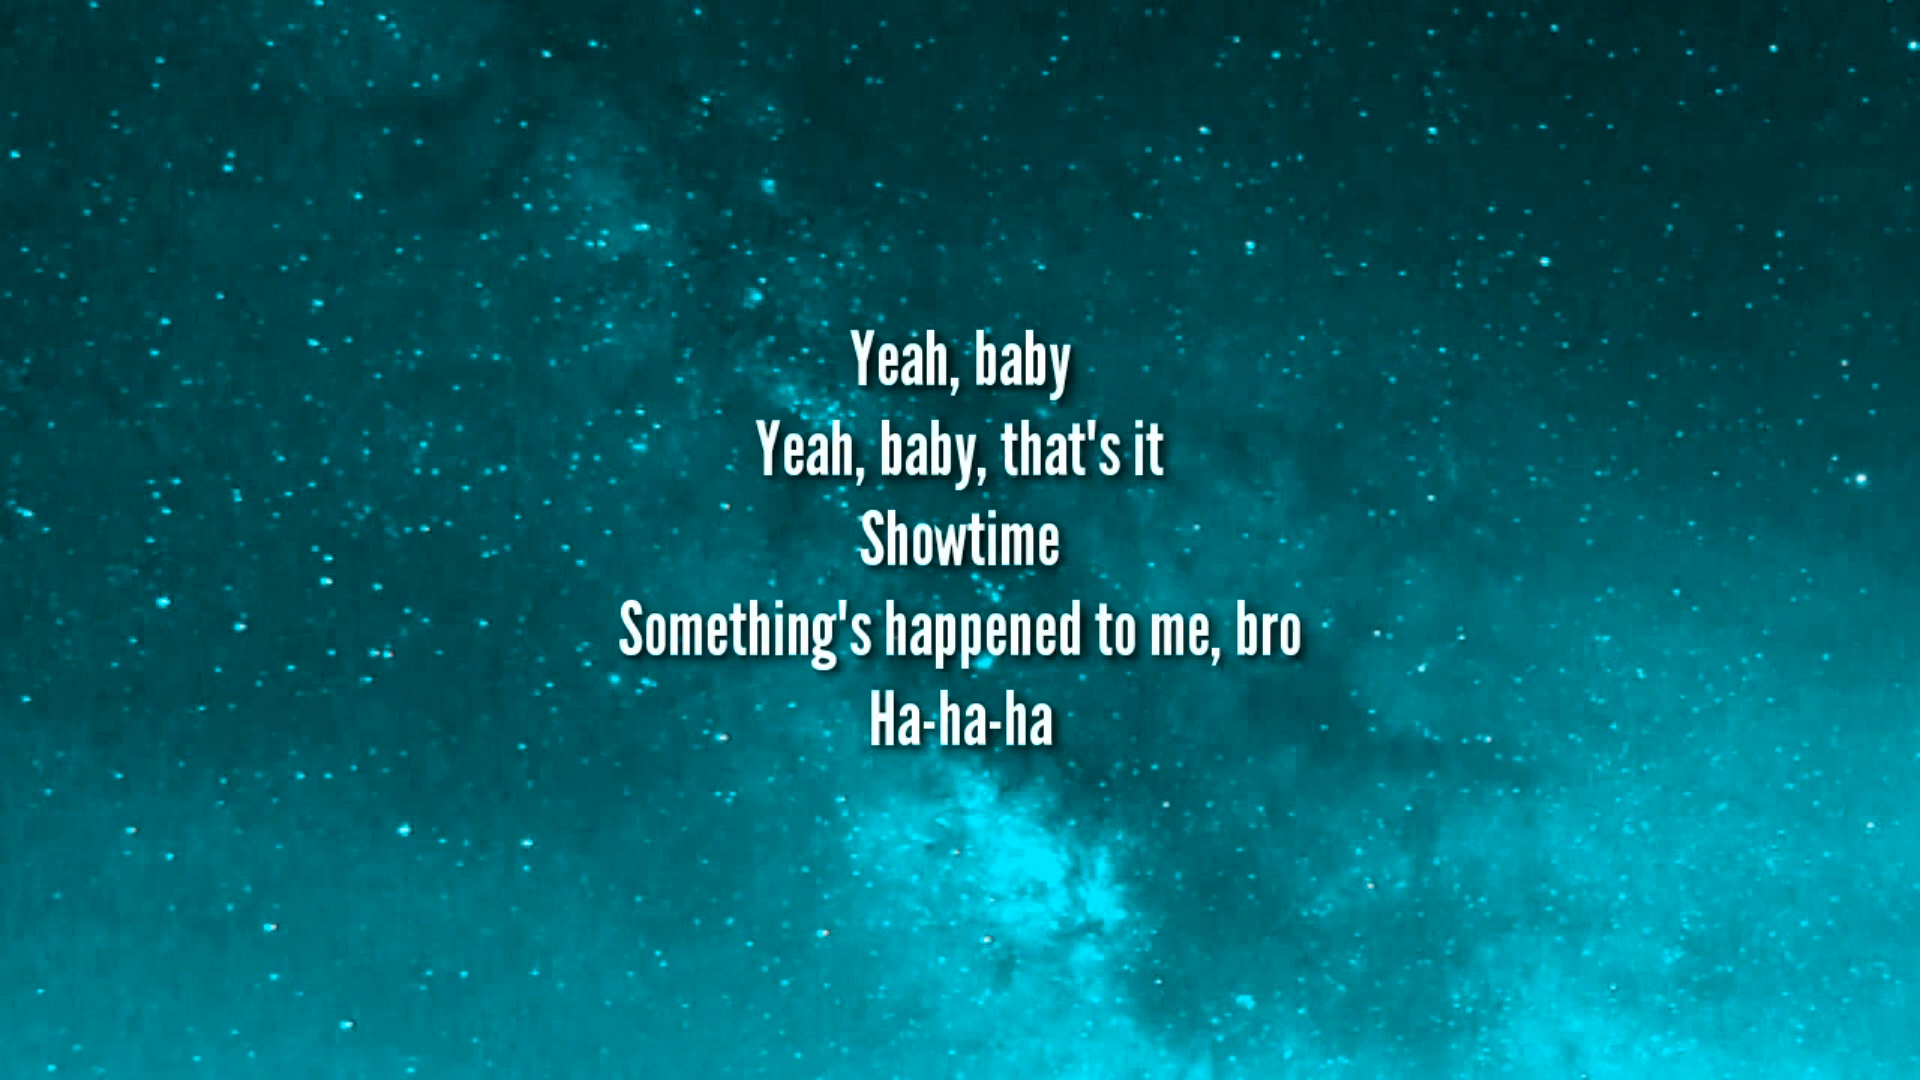 Yeah, baby
Yeah, baby, that's it
Showtime
Something's happened to me, bro
Ha-ha-ha